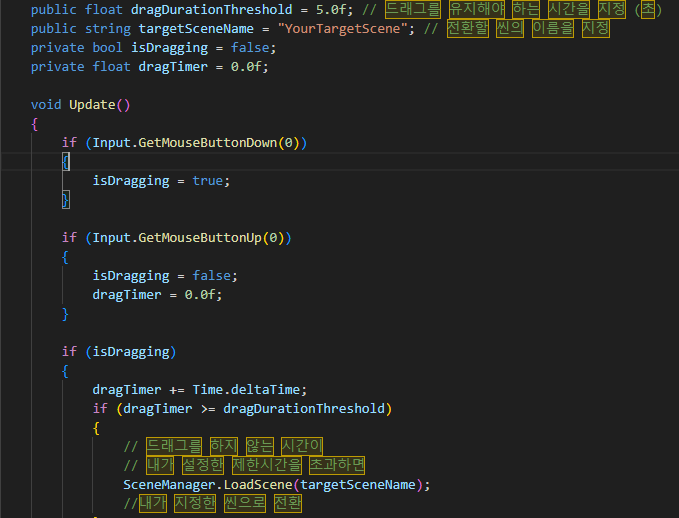 public float dragDurationThreshold = 5.0f; // 드래그를 유지해야 하는 시간을 지정 (초)
public string targetSceneName = "YourTargetScene"; // 전환할 씬의 이름을 지정
private bool isDragging = false;
private float dragTimer = 0.0f;
void Update()
{
if (Input.GetMouseButtonDown(0))
{
isDragging = true;
}
if (Input.GetMouseButtonUp(0))
{
isDragging = false;
dragTimer = 0.0f;
}
if (isDragging)
{
dragTimer += Time.deltaTime;
if (dragTimer >= dragDurationThreshold)
{
// 드래그를 하지 않는 시간이
// 내가 설정한 제한시간을 초과하면
SceneManager.LoadScene(targetSceneName);
//내가 지정한 씬으로 전환